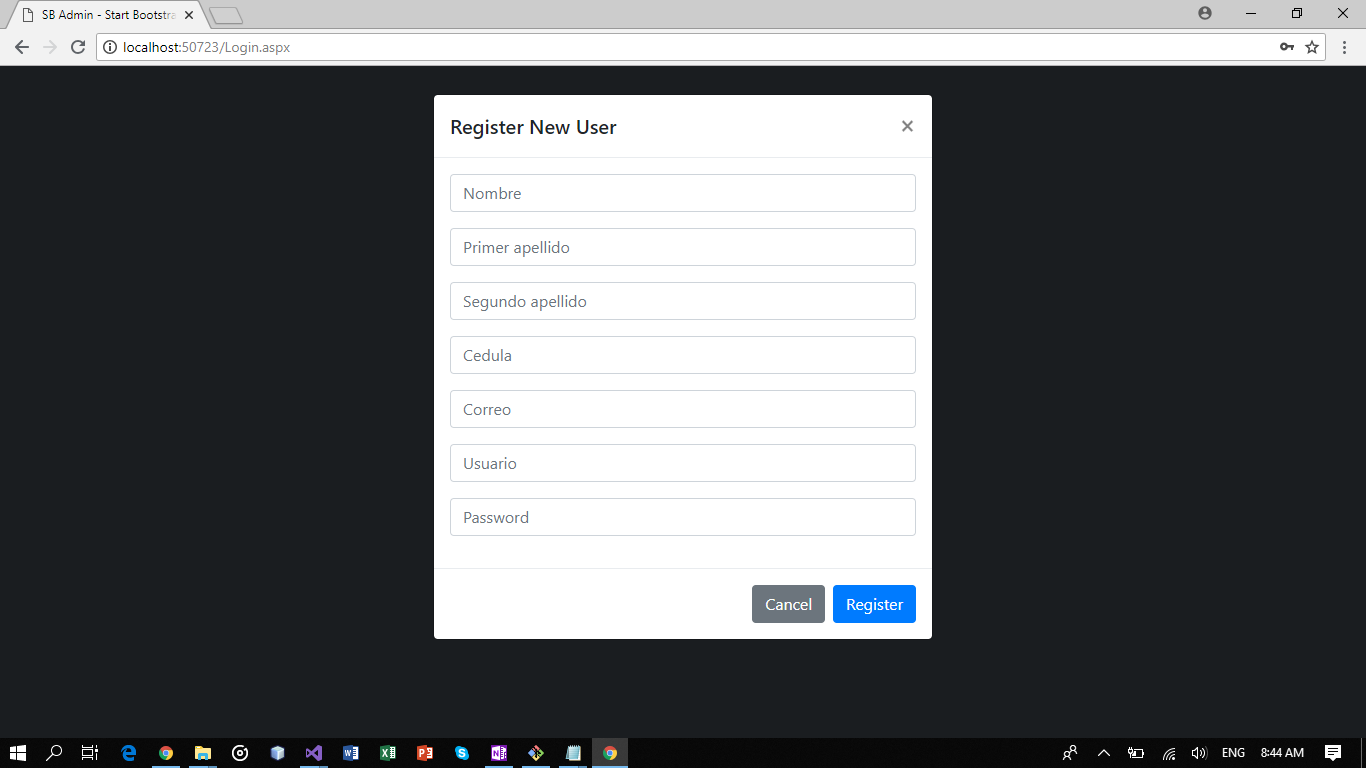 SB Admin - Start Bootstra
localhost:50723/Login.aspx
Register New User
×
Nombre
Primer apellido
Segundo apellido
Cedula
Correo
Usuario
Password
Cancel
Register
ENG
8:44 AM